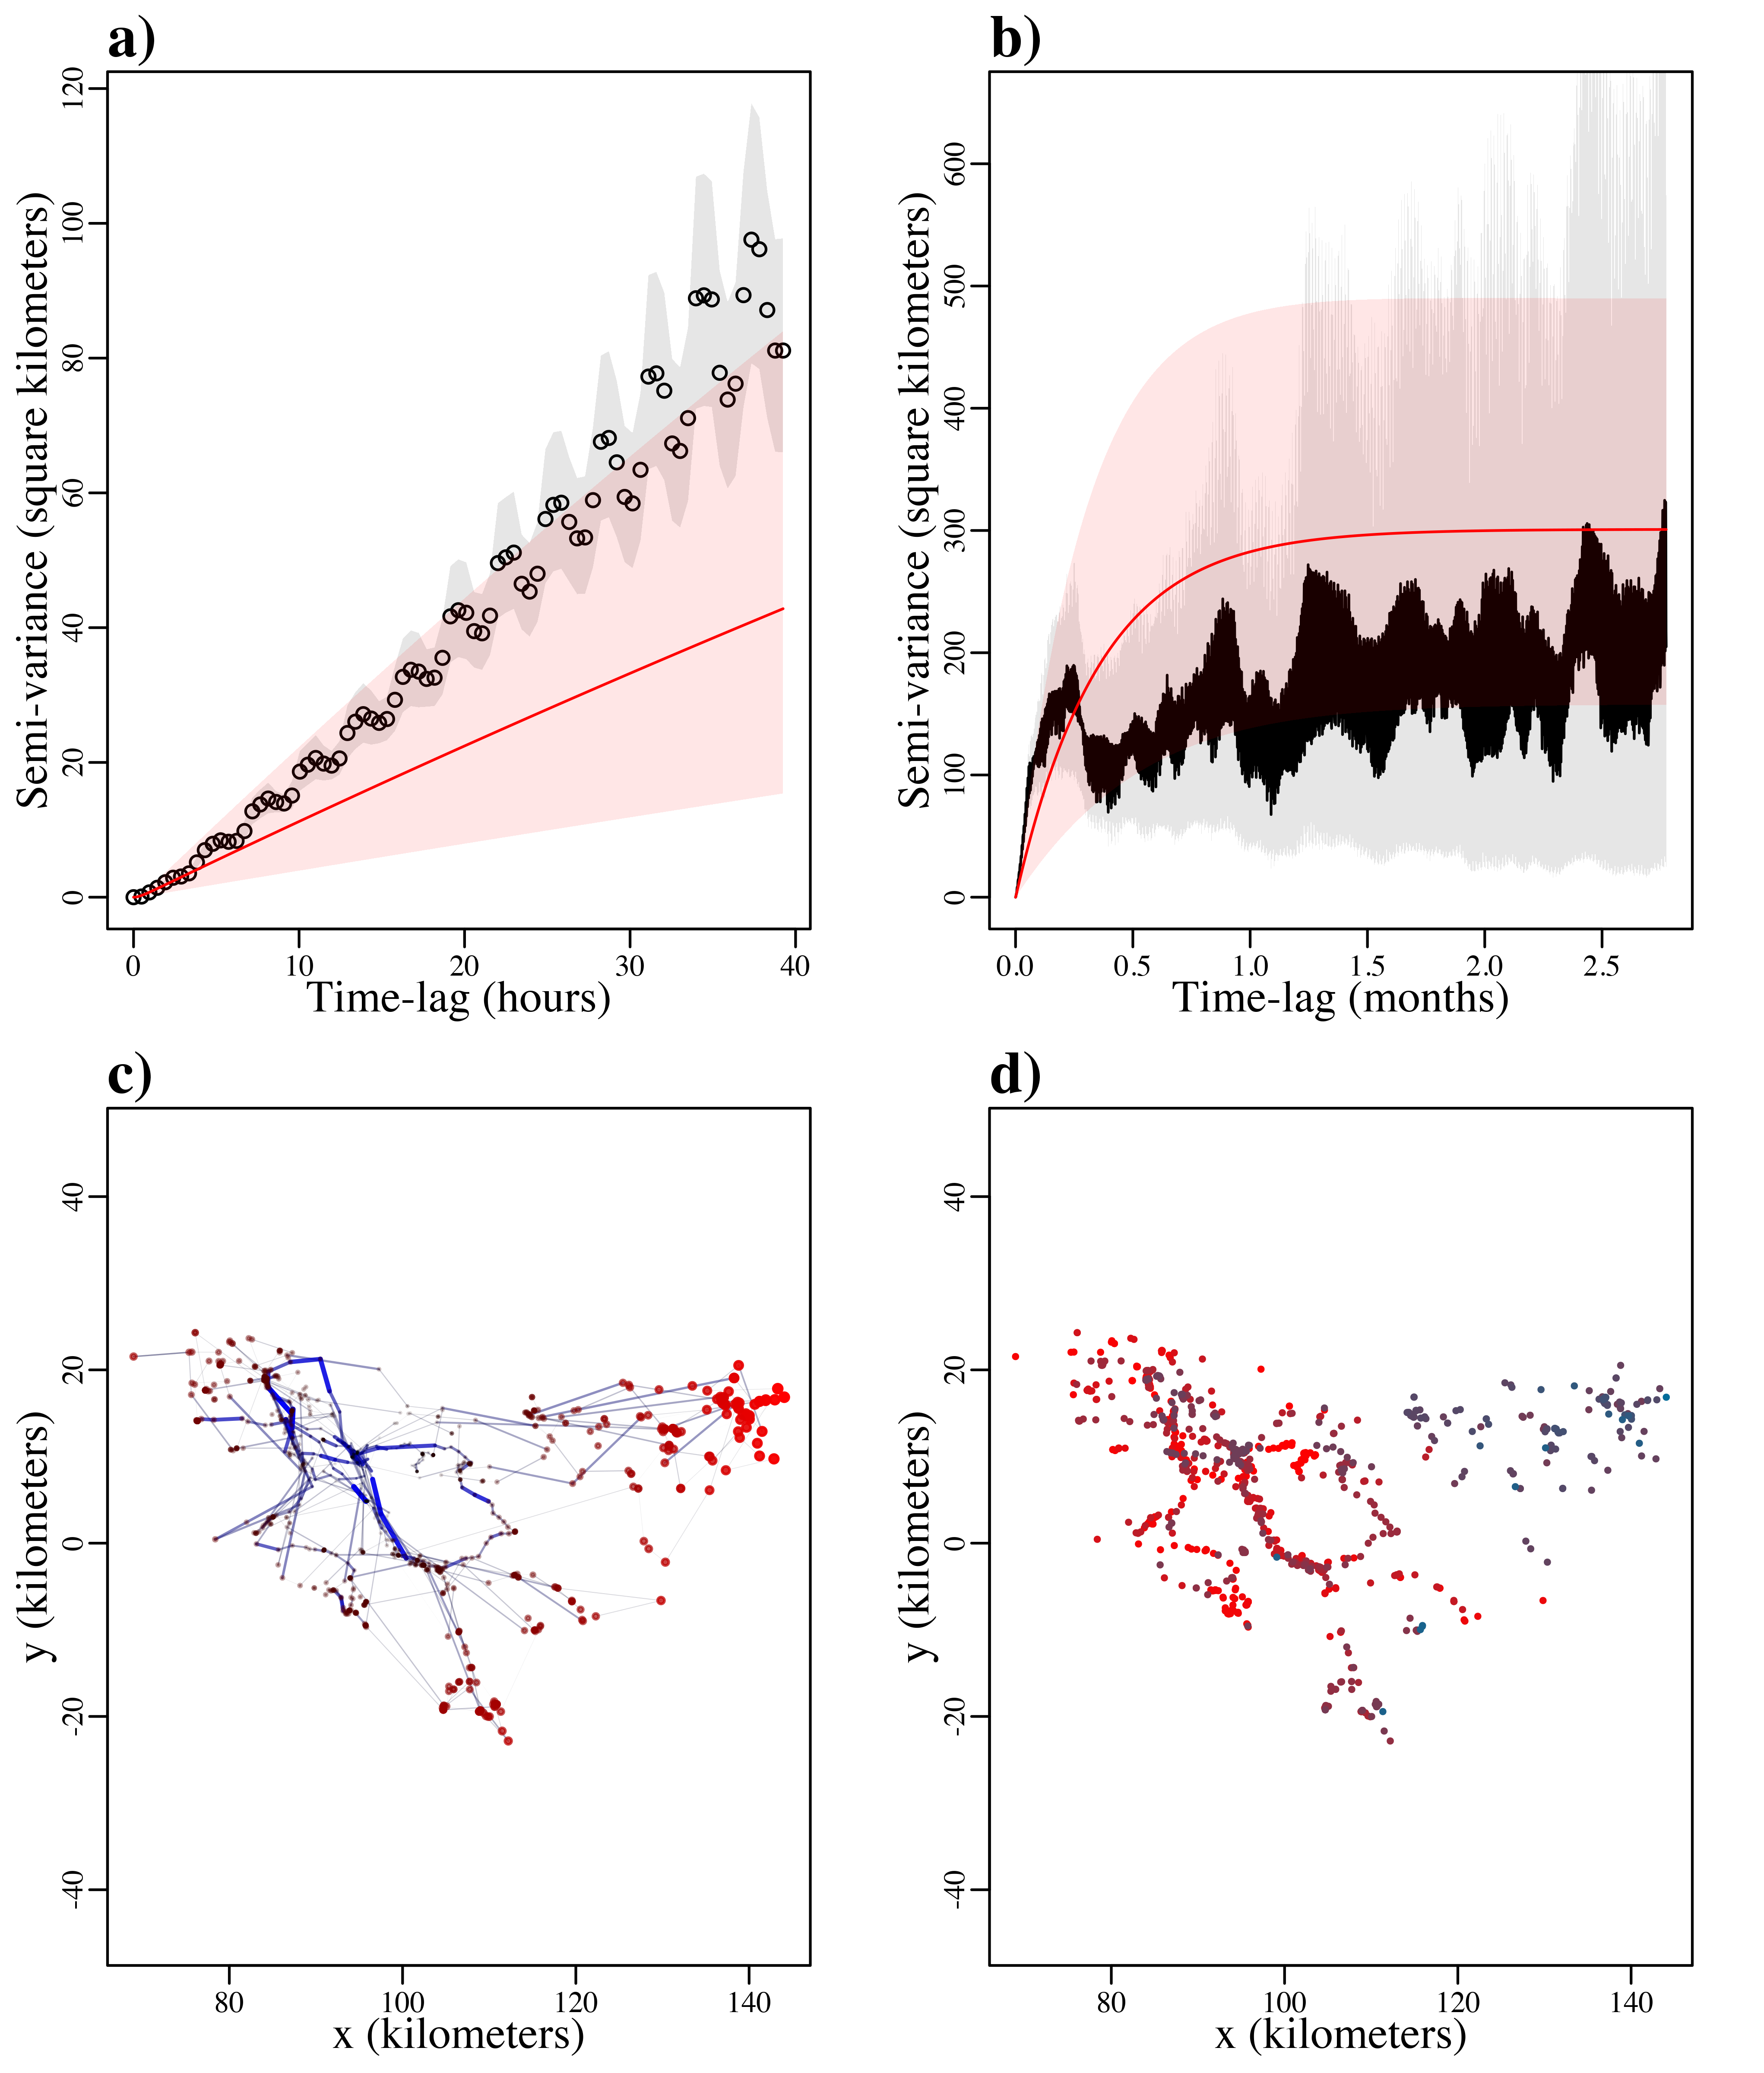 a)
Semi-variance (square kilometers)
0 20 40 60 80 100 120
0 10 20 30 40
Time-lag (hours)
b)
Semi-variance (square kilometers)
0 100 200 300 400 500 600
0.0 0.5 1.0 1.5 2.0 2.5
Time-lag (months)
c)
y (kilometers)
-40 -20 0 20 40
80 100 120 140
x (kilometers)
d)
y (kilometers)
-40 -20 0 20 40
80 100 120 140
x (kilometers)